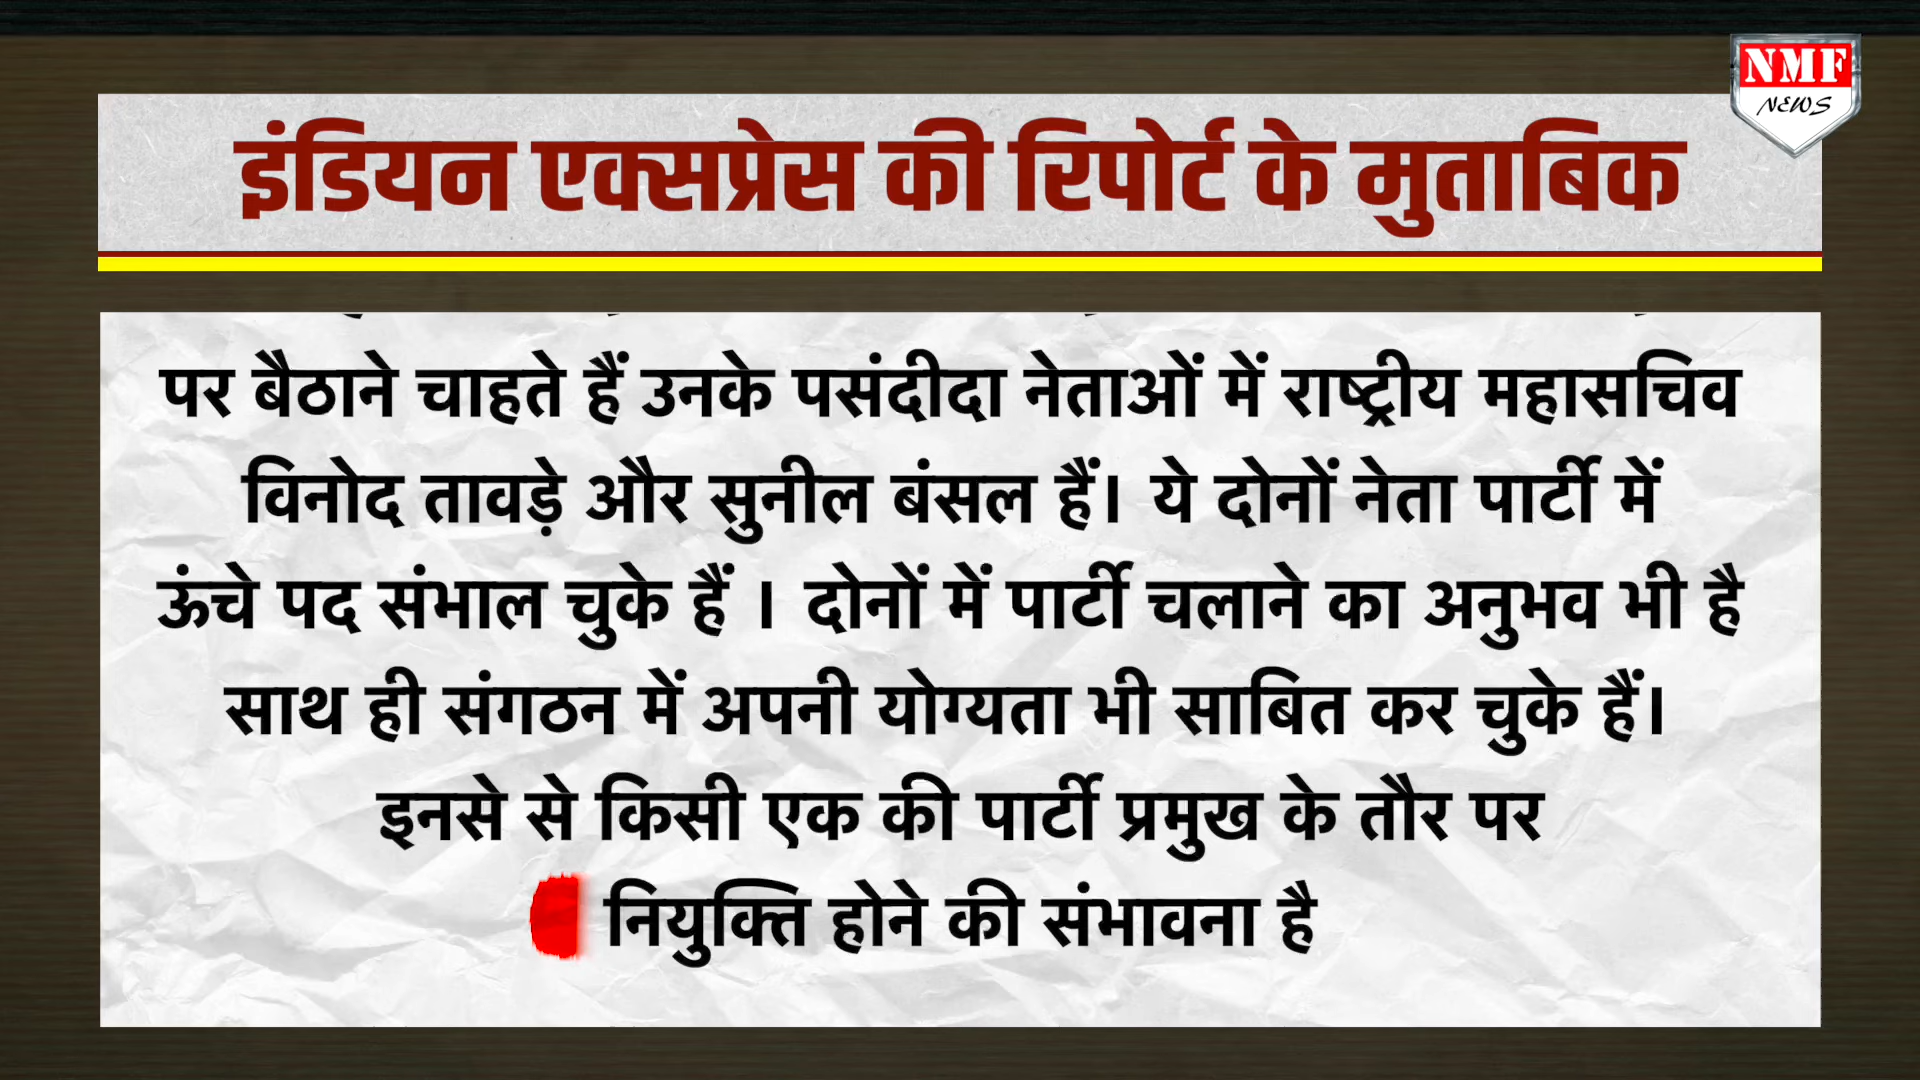 NMF
NEWS
इंडियन एक्सप्रेस की रिपोर्ट के मुताबिक
पर बैठाने चाहते हैं उनके पसंदीदा नेताओं में राष्ट्रीय महासचिव
विनोद तावड़े और सुनील बंसल हैं। ये दोनों नेता पार्टी में
ऊंचे पद संभाल चुके हैं । दोनों में पार्टी चलाने का अनुभव भी है
साथ ही संगठन में अपनी योग्यता भी साबित कर चुके हैं।
इनसे से किसी एक की पार्टी प्रमुख के तौर पर
नियुक्ति होने की संभावना है